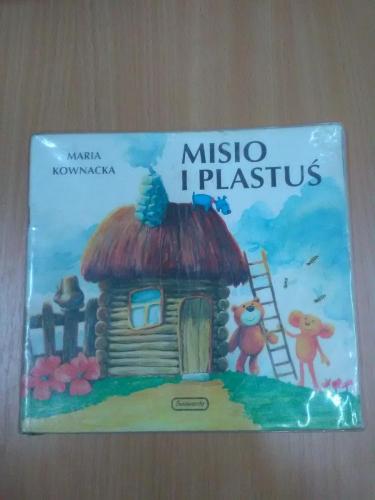 MARIA
KOWNACKA
MISIO
I PLASTUŚ